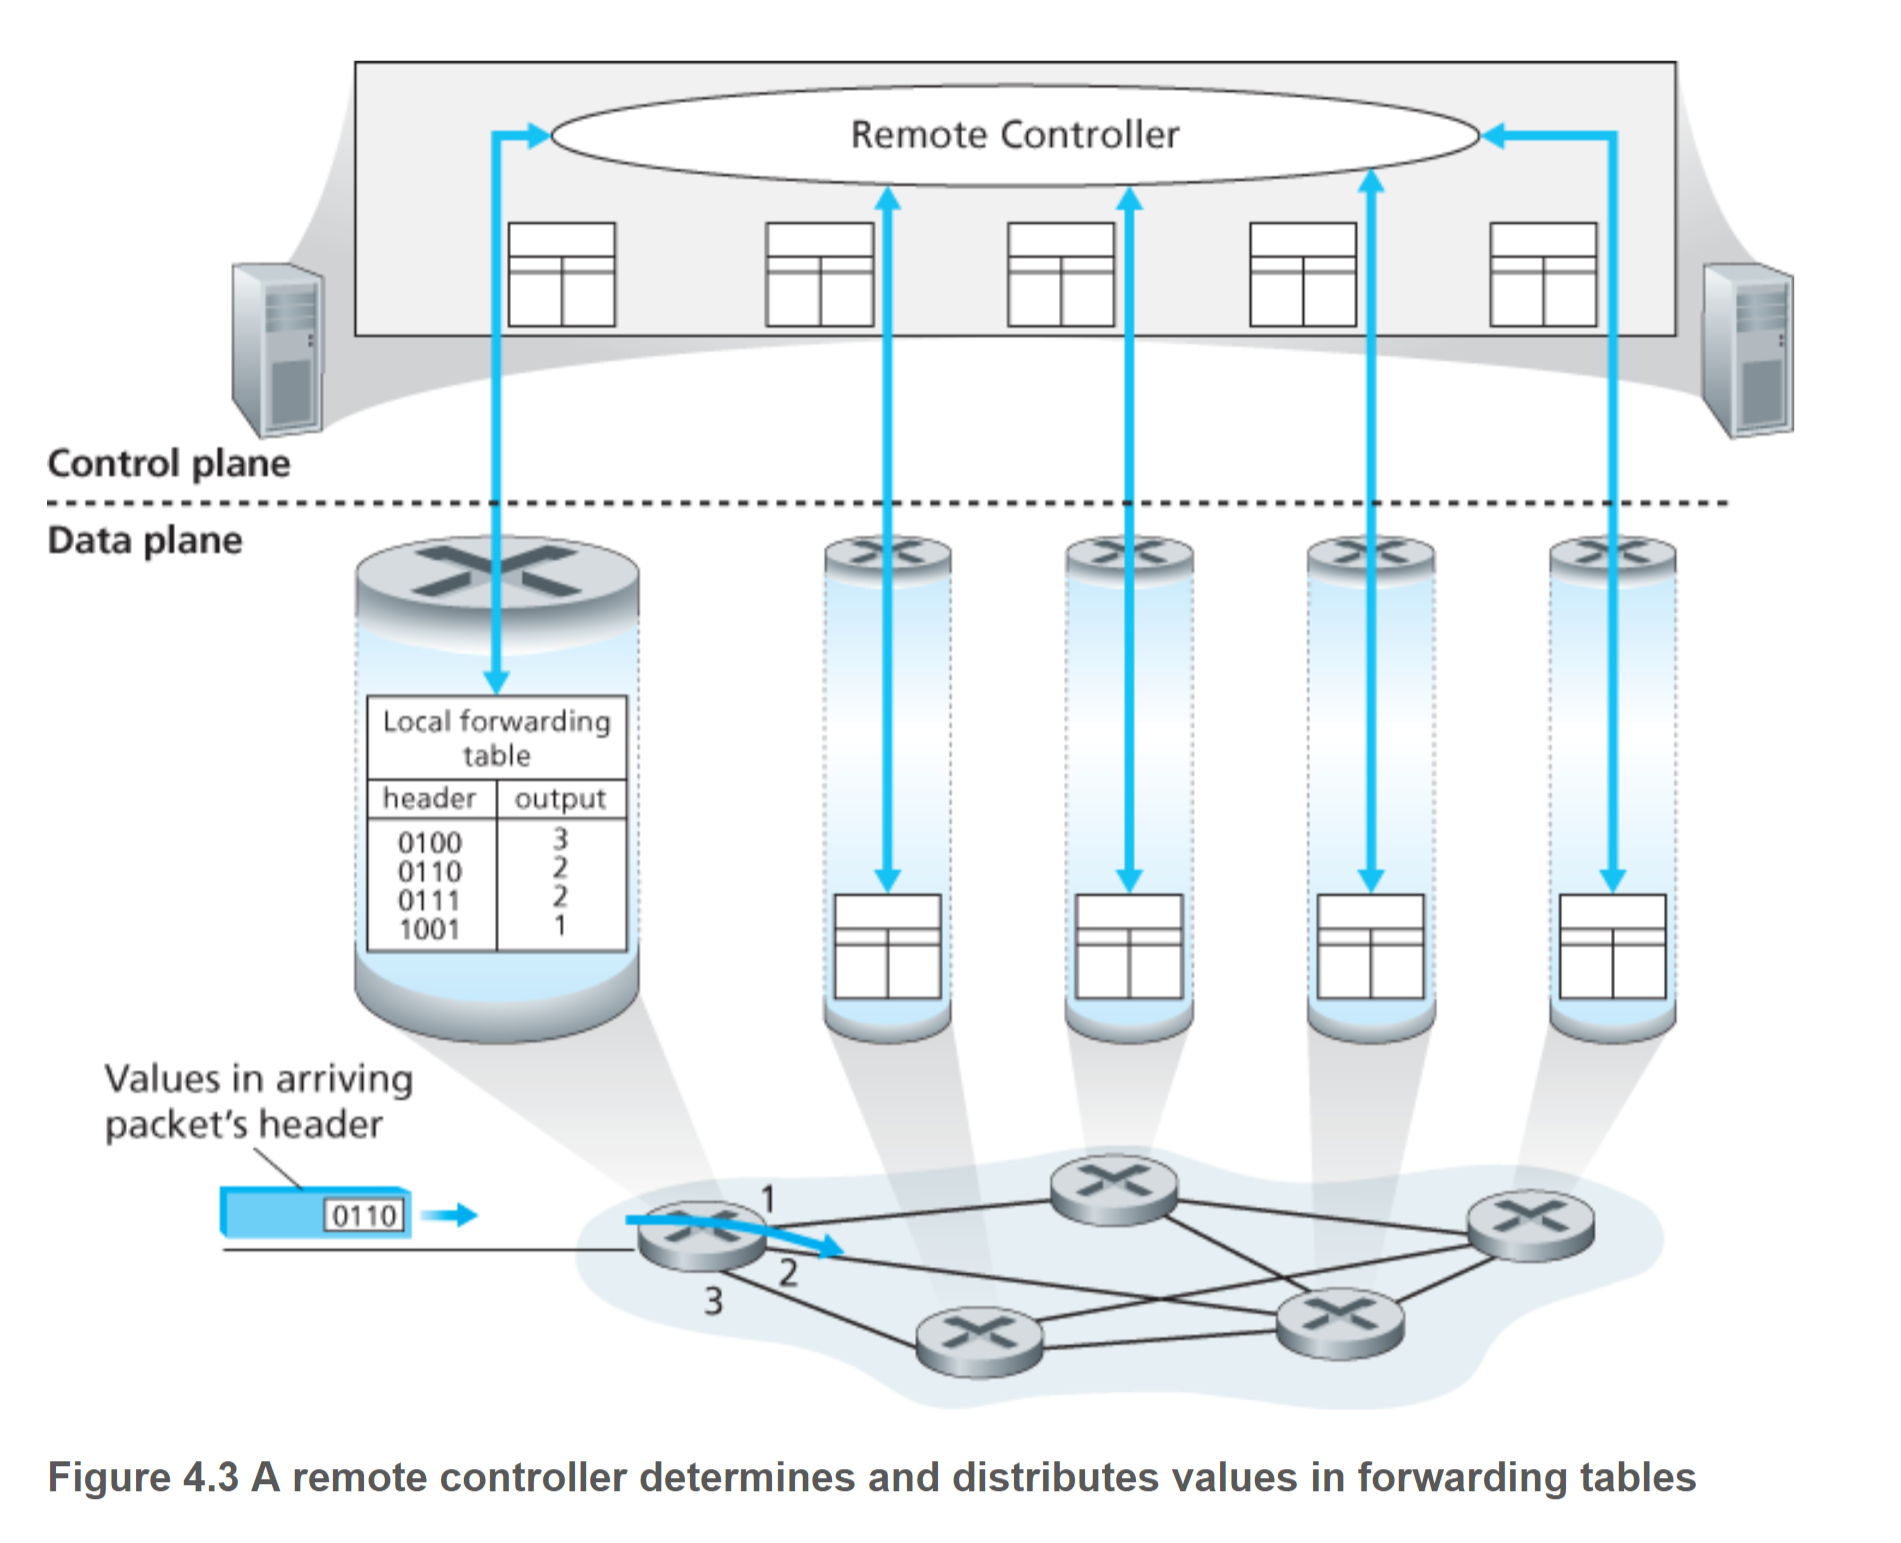 Remote Controller
Control plane
Data plane
Local forwarding
table
header output
0100 3
0110 2
0111 2
1001 1
Values in arriving
packet's header
0110
1
2
3
Figure 4.3 A remote controller determines and distributes values in forwarding tables